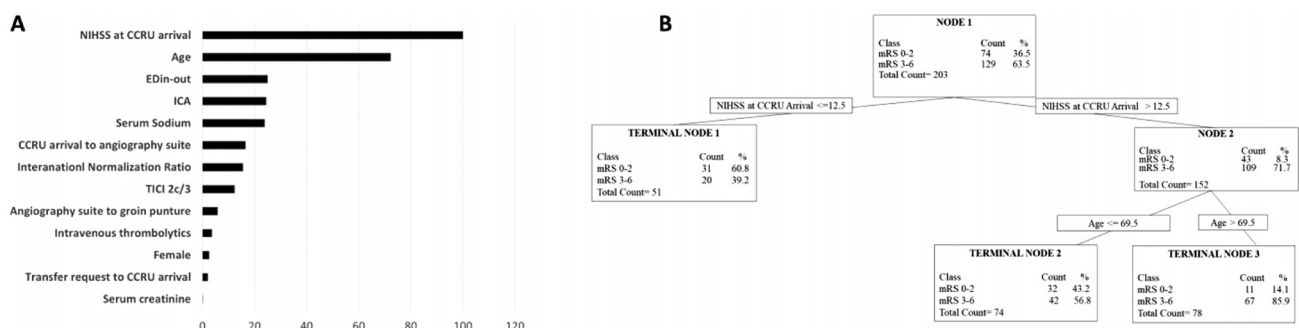 A
NIHSS at CCRU arrival
Age
EDin-out
ICA
Serum Sodium
CCRU arrival to angiography suite
Interanationl Normalization Ratio
TICI 2c/3
Angiography suite to groin punture
Intravenous thrombolytics
Female
Transfer request to CCRU arrival
Serum creatinine
0 20 40 60 80 100 120
B
NODE 1
Class Count %
mRS 0-2 74 36.5
mRS 3-6 129 63.5
Total Count= 203
NIHSS at CCRU Arrival <=12.5
NIHSS at CCRU Arrival > 12.5
TERMINAL NODE 1
Class Count %
mRS 0-2 31 60.8
mRS 3-6 20 39.2
Total Count= 51
NODE 2
Class Count %
mRS 0-2 43 8.3
mRS 3-6 109 71.7
Total Count= 152
Age <= 69.5
Age > 69.5
TERMINAL NODE 2
Class Count %
mRS 0-2 32 43.2
mRS 3-6 42 56.8
Total Count= 74
TERMINAL NODE 3
Class Count %
mRS 0-2 11 14.1
mRS 3-6 67 85.9
Total Count= 78